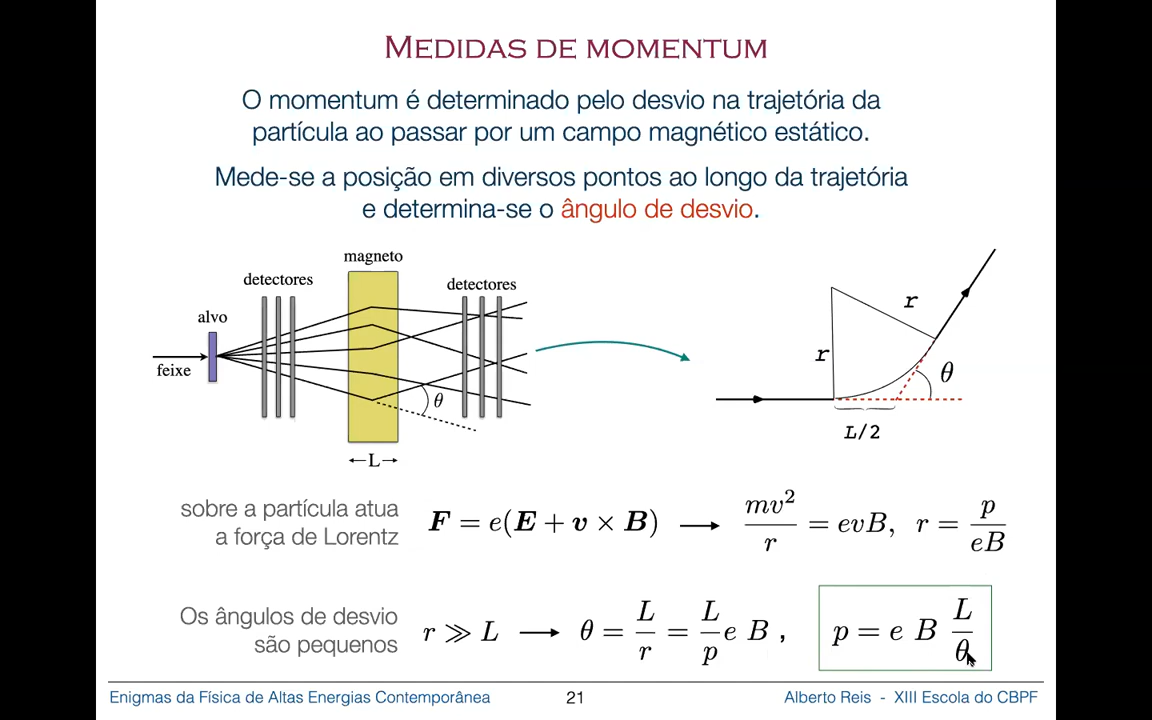 MEDIDAS DE MOMENTUM
O momentum é determinado pelo desvio na trajetória da
partícula ao passar por um campo magnético estático.
Mede-se a posição em diversos pontos ao longo da trajetória
e determina-se o ângulo de desvio.
magneto
detectores
detectores
alvo
feixe
θ
←L→
r
r
θ
L/2
sobre a partícula atua
a força de Lorentz
F = e(E + v × B) → mv²/r = evB, r = p/eB
Os ângulos de desvio
são pequenos
r ≫ L → θ = L/r = L/p e B ,
p = e B L/θ
Enigmas da Física de Altas Energias Contemporânea
21
Alberto Reis - XIII Escola do CBPF